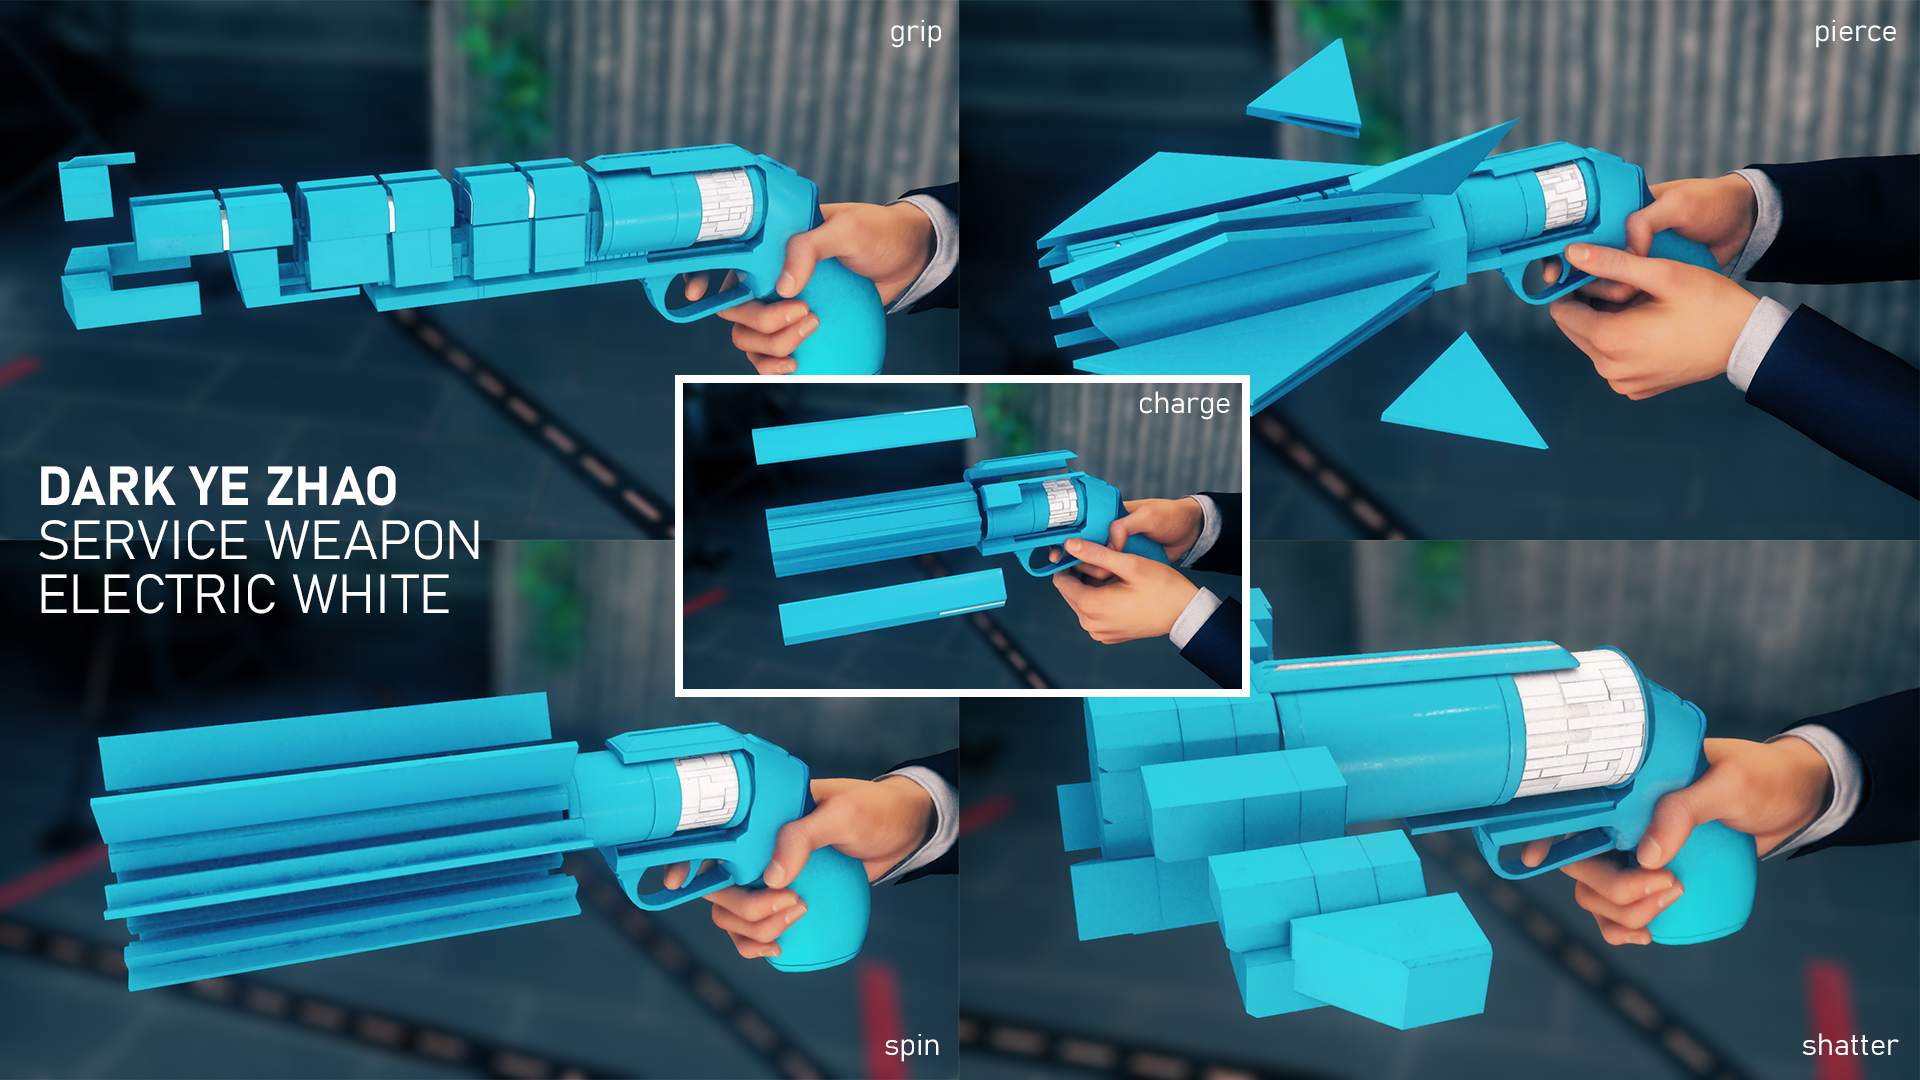 grip
pierce
charge
DARK YE ZHAO
SERVICE WEAPON
ELECTRIC WHITE
spin
shatter